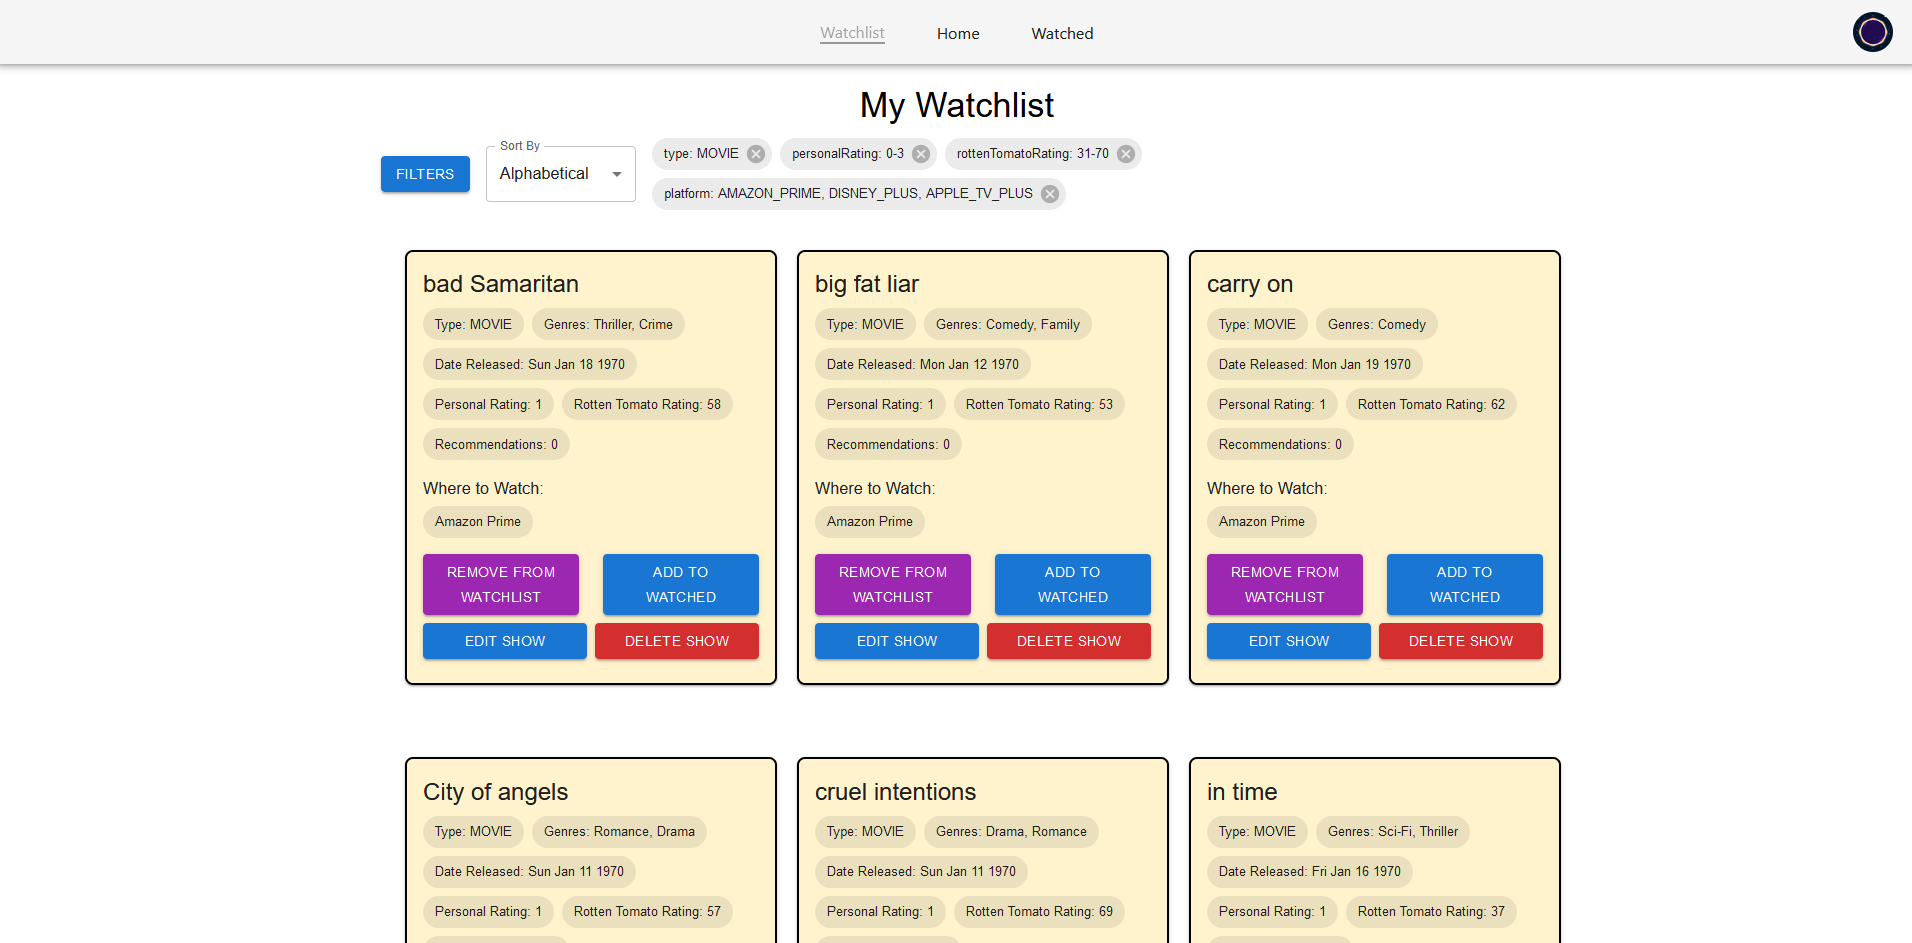 Watchlist Home Watched
My Watchlist
FILTERS
Sort By
Alphabetical
type: MOVIE personalRating: 0-3 rottenTomatoRating: 31-70
platform: AMAZON_PRIME, DISNEY_PLUS, APPLE_TV_PLUS
bad Samaritan
Type: MOVIE Genres: Thriller, Crime
Date Released: Sun Jan 18 1970
Personal Rating: 1 Rotten Tomato Rating: 58
Recommendations: 0
Where to Watch:
Amazon Prime
REMOVE FROM
WATCHLIST
ADD TO
WATCHED
EDIT SHOW DELETE SHOW
big fat liar
Type: MOVIE Genres: Comedy, Family
Date Released: Mon Jan 12 1970
Personal Rating: 1 Rotten Tomato Rating: 53
Recommendations: 0
Where to Watch:
Amazon Prime
REMOVE FROM
WATCHLIST
ADD TO
WATCHED
EDIT SHOW DELETE SHOW
carry on
Type: MOVIE Genres: Comedy
Date Released: Mon Jan 19 1970
Personal Rating: 1 Rotten Tomato Rating: 62
Recommendations: 0
Where to Watch:
Amazon Prime
REMOVE FROM
WATCHLIST
ADD TO
WATCHED
EDIT SHOW DELETE SHOW
City of angels
Type: MOVIE Genres: Romance, Drama
Date Released: Sun Jan 11 1970
Personal Rating: 1 Rotten Tomato Rating: 57
cruel intentions
Type: MOVIE Genres: Drama, Romance
Date Released: Sun Jan 11 1970
Personal Rating: 1 Rotten Tomato Rating: 69
in time
Type: MOVIE Genres: Sci-Fi, Thriller
Date Released: Fri Jan 16 1970
Personal Rating: 1 Rotten Tomato Rating: 37